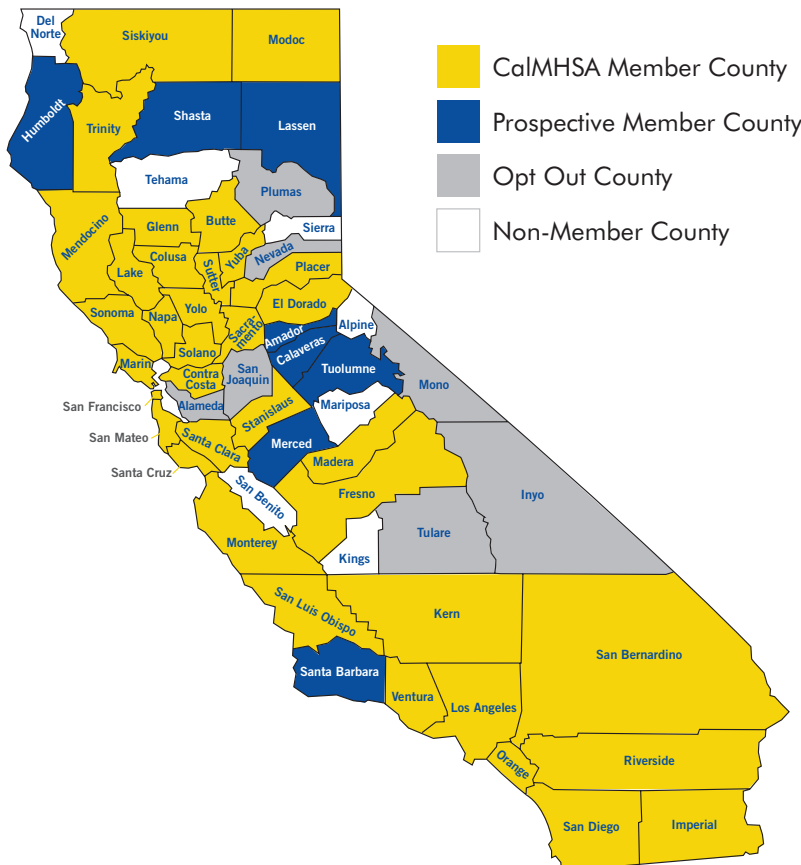 Del
Norte
Siskiyou
Modoc
CalMHSA Member County
Prospective Member County
Opt Out County
Non-Member County
Humboldt
Trinity
Shasta
Lassen
Tehama
Plumas
Mendocino
Glenn
Butte
Sierra
Colusa
Sutter
Yuba
Nevada
Lake
Placer
Sonoma
Napa
Yolo
El Dorado
Sacra-
mento
Alpine
Amador
Solano
Calaveras
Marin
Contra
Costa
San
Joaquin
Tuolumne
Mono
San Francisco
Alameda
Stanislaus
Mariposa
San Mateo
Santa Clara
Merced
Santa Cruz
Madera
San Benito
Fresno
Inyo
Monterey
Tulare
Kings
San Luis Obispo
Kern
San Bernardino
Santa Barbara
Ventura
Los Angeles
Orange
Riverside
San Diego
Imperial